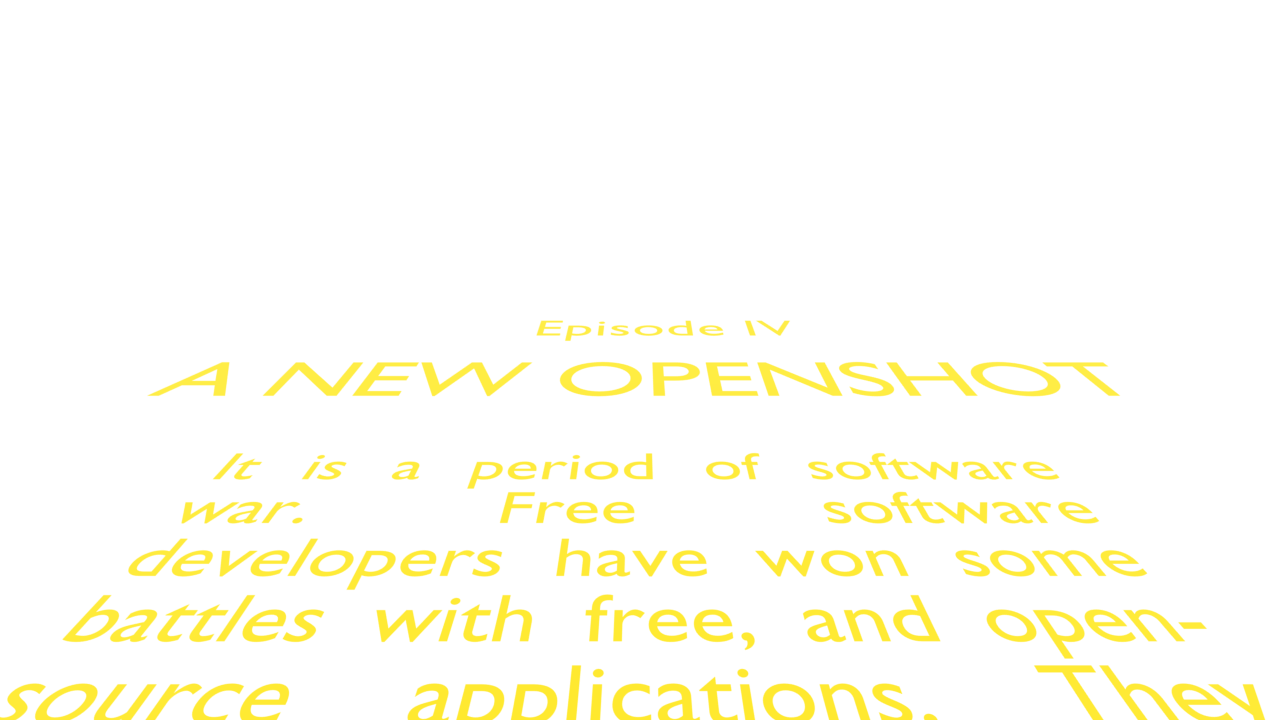 Episode IV
A NEW OPENSHOT
It is a period of software
war. Free software
developers have won some
battles with free, and open-
source applications. They